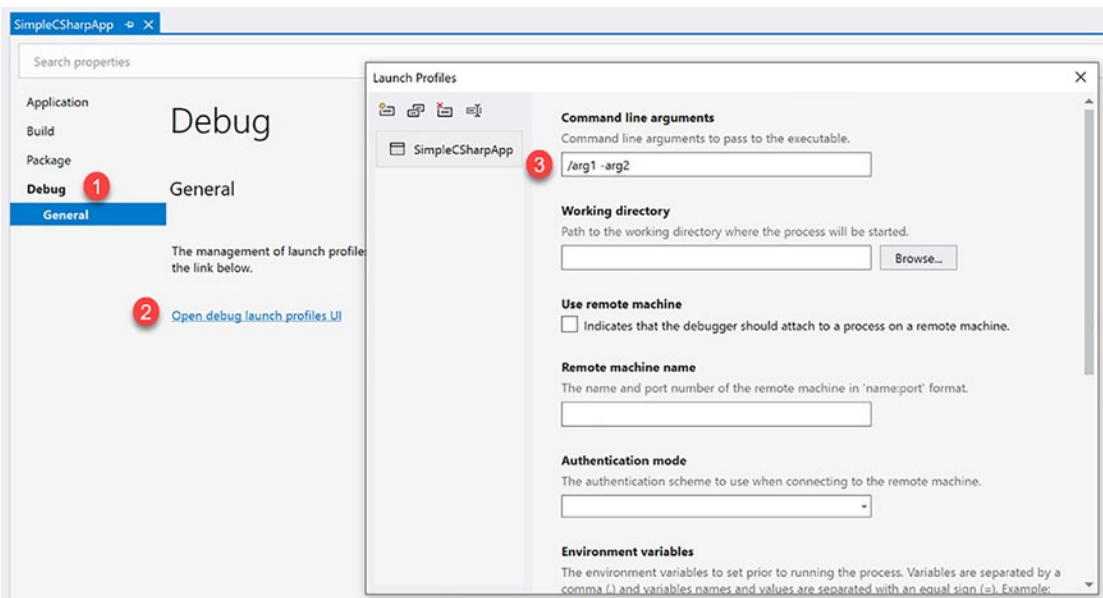 SimpleCSharpApp
Search properties
Application
Build
Package
Debug
1
General
Debug
General
The management of launch profile
the link below.
2
Open debug launch profiles UI
Launch Profiles
SimpleCSharpApp
Command line arguments
Command line arguments to pass to the executable.
3
/arg1 -arg2
Working directory
Path to the working directory where the process will be started.
Browse...
Use remote machine
Indicates that the debugger should attach to a process on a remote machine.
Remote machine name
The name and port number of the remote machine in 'name:port' format.
Authentication mode
The authentication scheme to use when connecting to the remote machine.
Environment variables
The environment variables to set prior to running the process. Variables are separated by a
comma (,) and variables names and values are separated with an equal sign (=). Example: